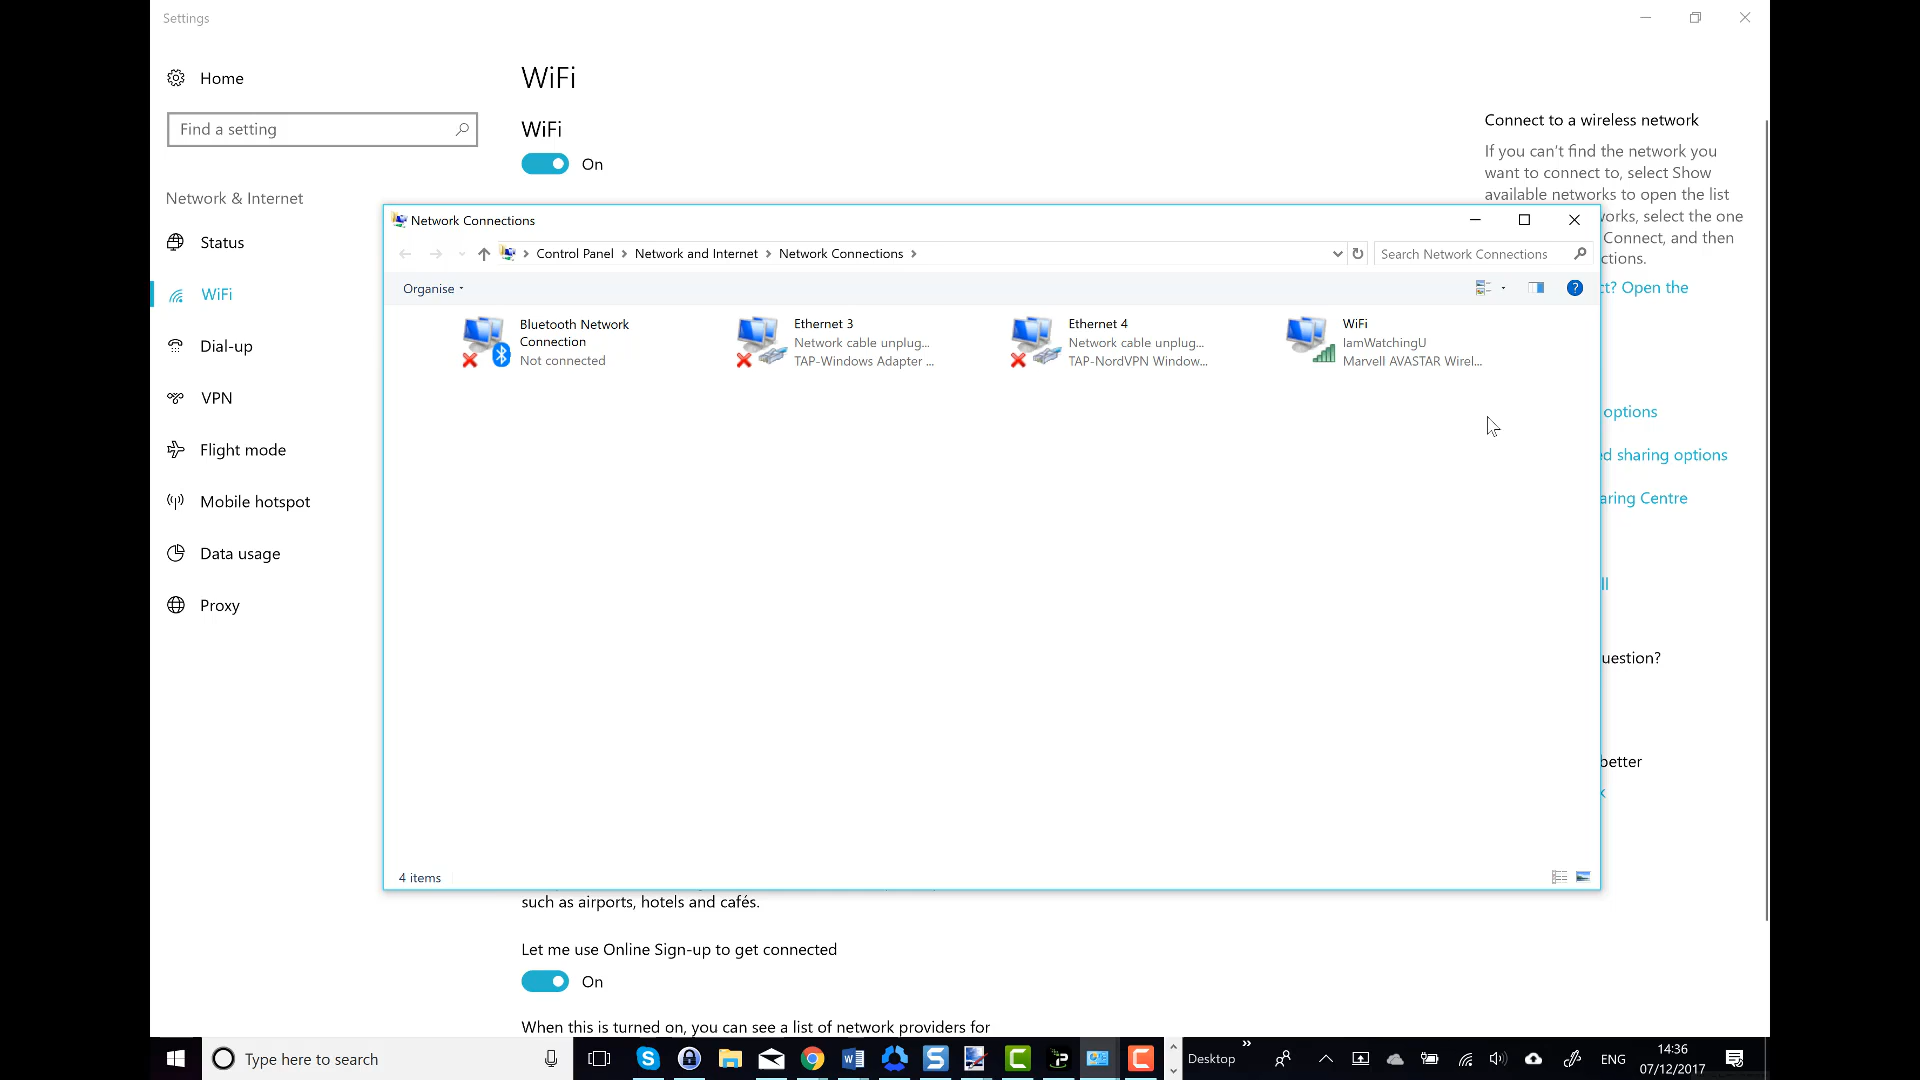 Settings
Home
Find a setting
Network & Internet
Status
WiFi
Dial-up
VPN
Flight mode
Mobile hotspot
Data usage
Proxy
WiFi
WiFi
On
Connect to a wireless network
If you can't find the network you
want to connect to, select Show
available networks to open the list
works, select the one
Connect, and then
ctions.
ct? Open the
options
ed sharing options
aring Centre
ll
uestion?
better
k
Network Connections
Control Panel
Network and Internet
Network Connections
Search Network Connections
Organise
Bluetooth Network
Connection
Not connected
Ethernet 3
Network cable unplug...
TAP-Windows Adapter ...
Ethernet 4
Network cable unplug...
TAP-NordVPN Window...
WiFi
IamWatchingU
Marvell AVASTAR Wirel...
4 items
such as airports, hotels and cafés.
Let me use Online Sign-up to get connected
On
When this is turned on, you can see a list of network providers for
Type here to search
Desktop
ENG
14:36
07/12/2017